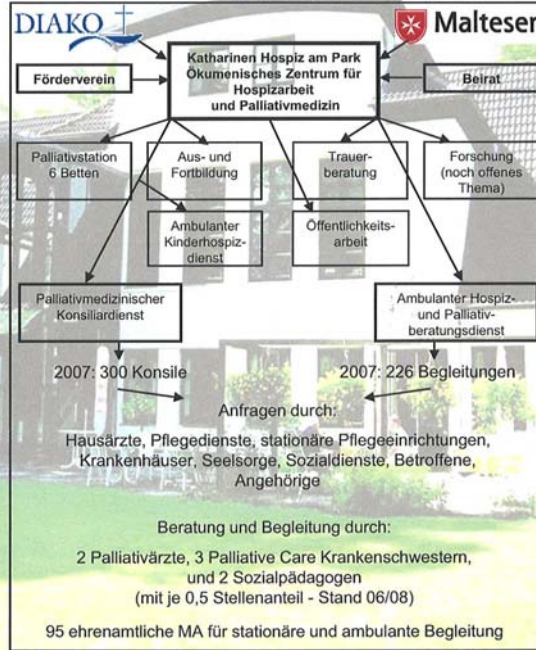 DIAKO
Malteser
Katharinen Hospiz am Park
Ökumenisches Zentrum für
Hospizarbeit
und Palliativmedizin
Förderverein
Beirat
Palliativstation
6 Betten
Aus- und
Fortbildung
Trauer-
beratung
Forschung
(noch offenes
Thema)
Ambulanter
Kinderhospiz-
dienst
Öffentlichkeits-
arbeit
Palliativmedizinischer
Konsiliardienst
Ambulanter Hospiz-
und Palliativ-
beratungsdienst
2007: 300 Konsile
2007: 226 Begleitungen
Anfragen durch:
Hausärzte, Pflegedienste, stationäre Pflegeeinrichtungen,
Krankenhäuser, Seelsorge, Sozialdienste, Betroffene,
Angehörige
Beratung und Begleitung durch:
2 Palliativärzte, 3 Palliative Care Krankenschwestern,
und 2 Sozialpädagogen
(mit je 0,5 Stellenanteil - Stand 06/08)
95 ehrenamtliche MA für stationäre und ambulante Begleitung